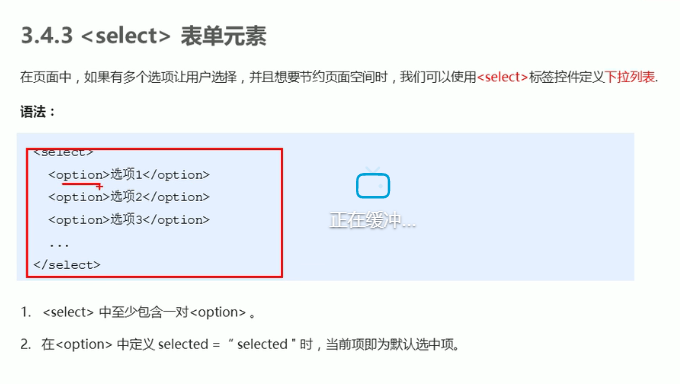 3.4.3 <select> 表单元素
在页面中，如果有多个选项让用户选择，并且想要节约页面空间时，我们可以使用<select>标签控件定义下拉列表.
语法：
<select>
<option>选项1</option>
<option>选项2</option>
<option>选项3</option>
...
</select>
正在缓冲...
1. <select> 中至少包含一对<option> 。
2. 在<option> 中定义 selected = “ selected " 时，当前项即为默认选中项。